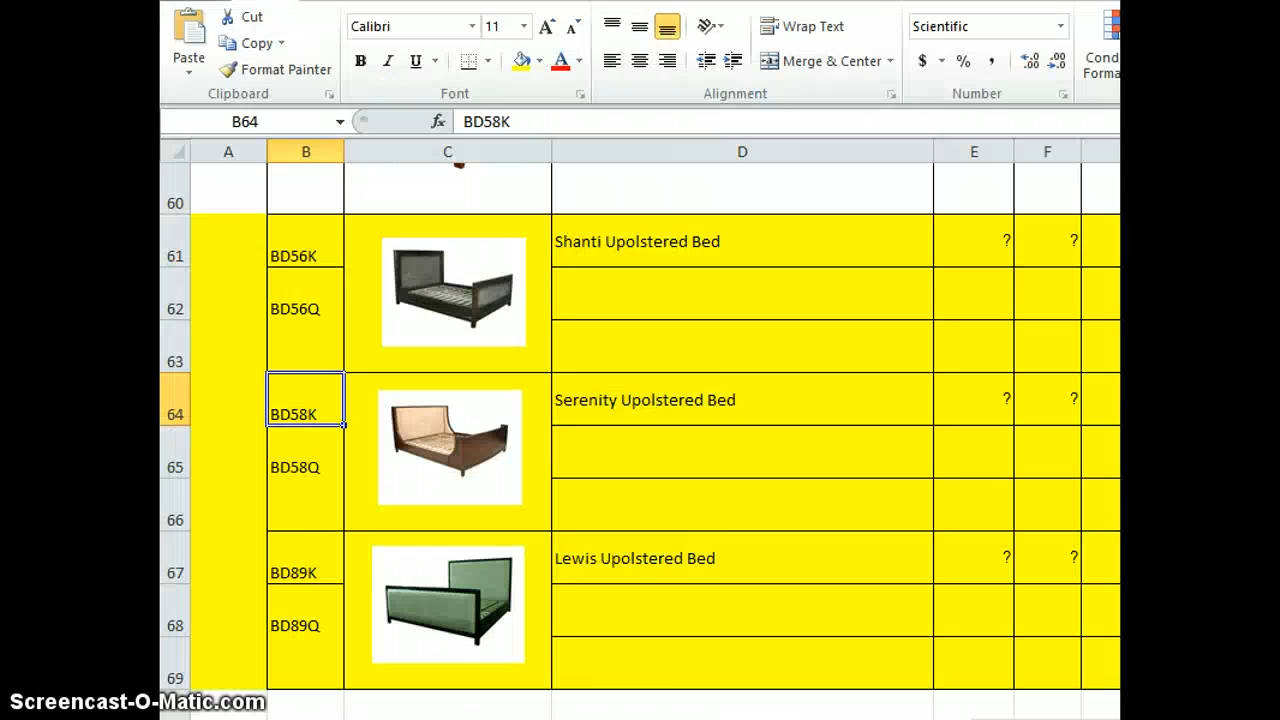 Cut
Calibri 11 A A Wrap Text Scientific
Copy
Paste B I U Merge & Center $ % , .00 .00 Cond
Format Painter A Forma
Clipboard Font Alignment Number
B64 fx BD58K
A B C D E F
60
61 BD56K Shanti Upolstered Bed ? ?
62 BD56Q
63
64 BD58K Serenity Upolstered Bed ? ?
65 BD58Q
66
67 BD89K Lewis Upolstered Bed ? ?
68 BD89Q
69
Screencast-O-Matic.com